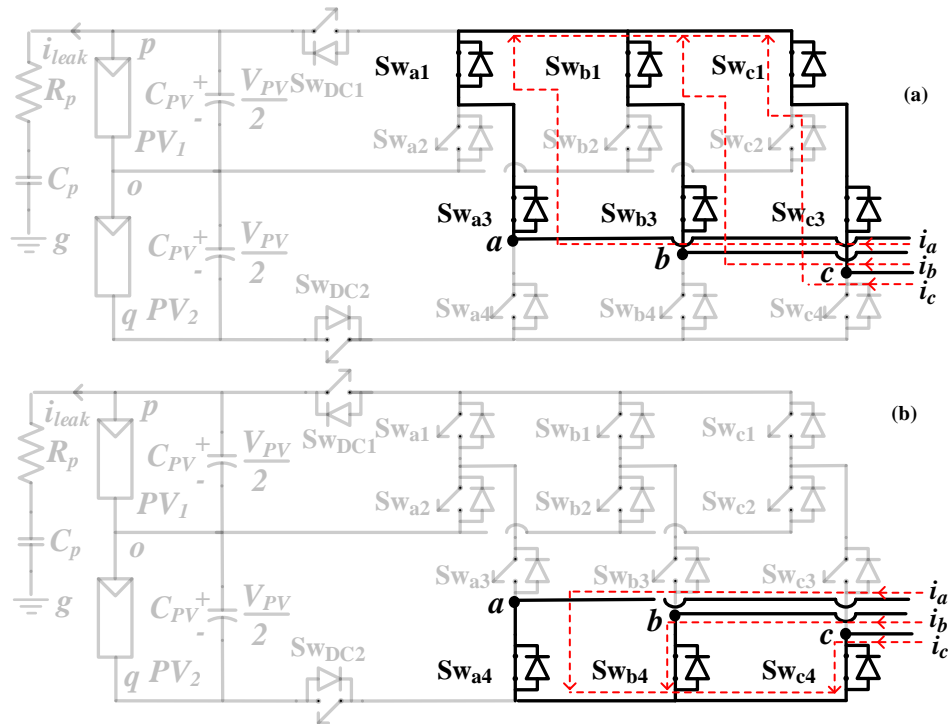 i_leak p Sw_DC1 Sw_a1 Sw_b1 Sw_c1 (a)
R_p C_PV + - V_PV/2
PV_1 Sw_a2 Sw_b2 Sw_c2
C_p o
Sw_a3 Sw_b3 Sw_c3
g C_PV + - V_PV/2 a i_a
b i_b
Sw_DC2 c i_c
q PV_2 Sw_a4 Sw_b4 Sw_c4
i_leak p Sw_DC1 Sw_a1 Sw_b1 Sw_c1 (b)
R_p C_PV + - V_PV/2
PV_1 Sw_a2 Sw_b2 Sw_c2
C_p o
Sw_a3 Sw_b3 Sw_c3
g C_PV + - V_PV/2 a i_a
b i_b
c i_c
Sw_DC2 Sw_a4 Sw_b4 Sw_c4
q PV_2